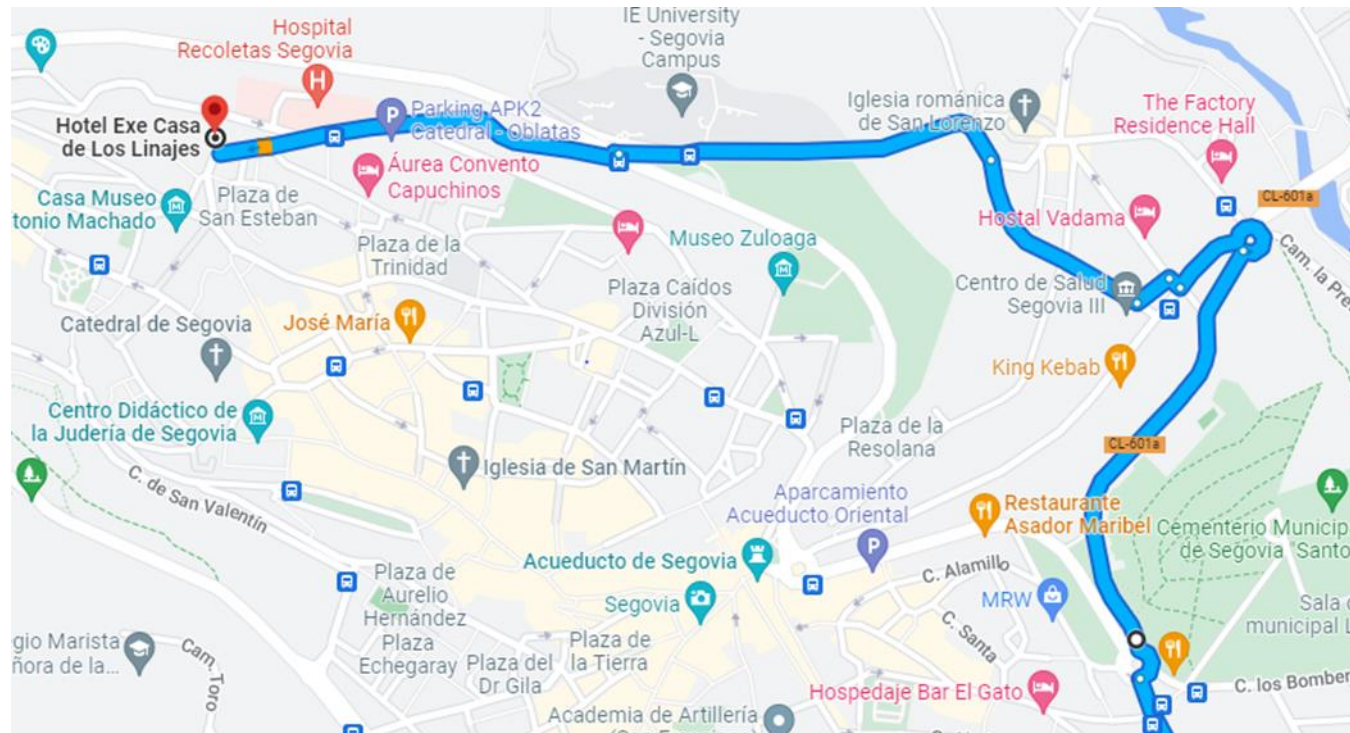 IE University
- Segovia
Campus
Hospital
Recoletas Segovia
H
Parking APK2
Catedral - Oblatas
P
Iglesia románica
de San Lorenzo
The Factory
Residence Hall
Hotel Exe Casa
de Los Linajes
Áurea Convento
Capuchinos
CL-601a
Casa Museo
tonio Machado
Plaza de
San Esteban
Hostal Vadama
Museo Zuloaga
Plaza de la
Trinidad
Cam. la Pre
Centro de Salud
Segovia III
Plaza Caídos
División
Azul-L
Catedral de Segovia
José María
King Kebab
Centro Didáctico de
la Judería de Segovia
Plaza de la
Resolana
CL-601a
Iglesia de San Martín
C. de San Valentín
Aparcamiento
Acueducto Oriental
P
Restaurante
Asador Maribel
Cementerio Municip
de Segovia "Santo
Acueducto de Segovia
C. Alamillo
Plaza de
Aurelio
Hernández
Segovia
MRW
Sala d
municipal L
C. Santa
gio Marista
ñora de la...
Cam. Toro
Plaza
Echegaray
Plaza del
Dr Gila
Plaza de
la Tierra
Hospedaje Bar El Gato
C. los Bomber
Academia de Artillería